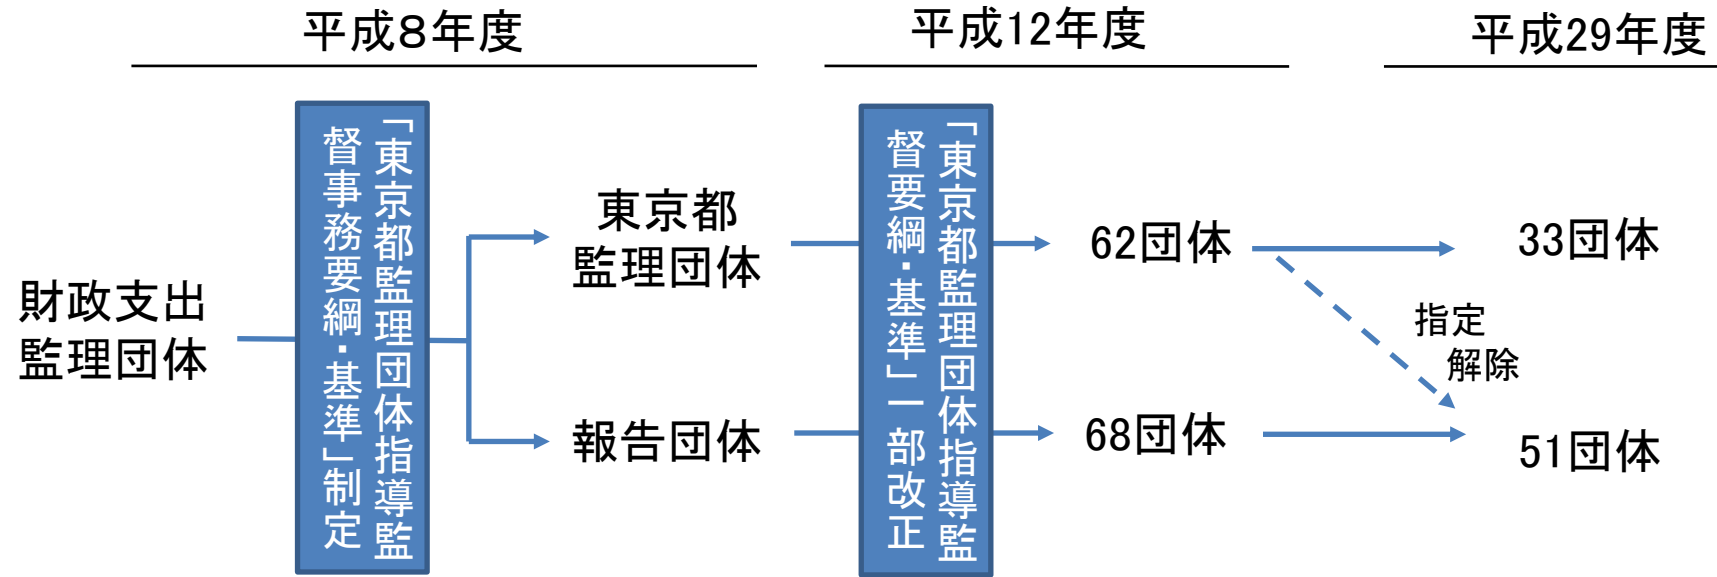 平成8年度
平成12年度
平成29年度
財政支出
監理団体
「東京都監理団体指導監
督事務要綱・基準」制定
東京都
監理団体
報告団体
「東京都監理団体指導監
督要綱・基準」一部改正
62団体
68団体
指定
解除
33団体
51団体